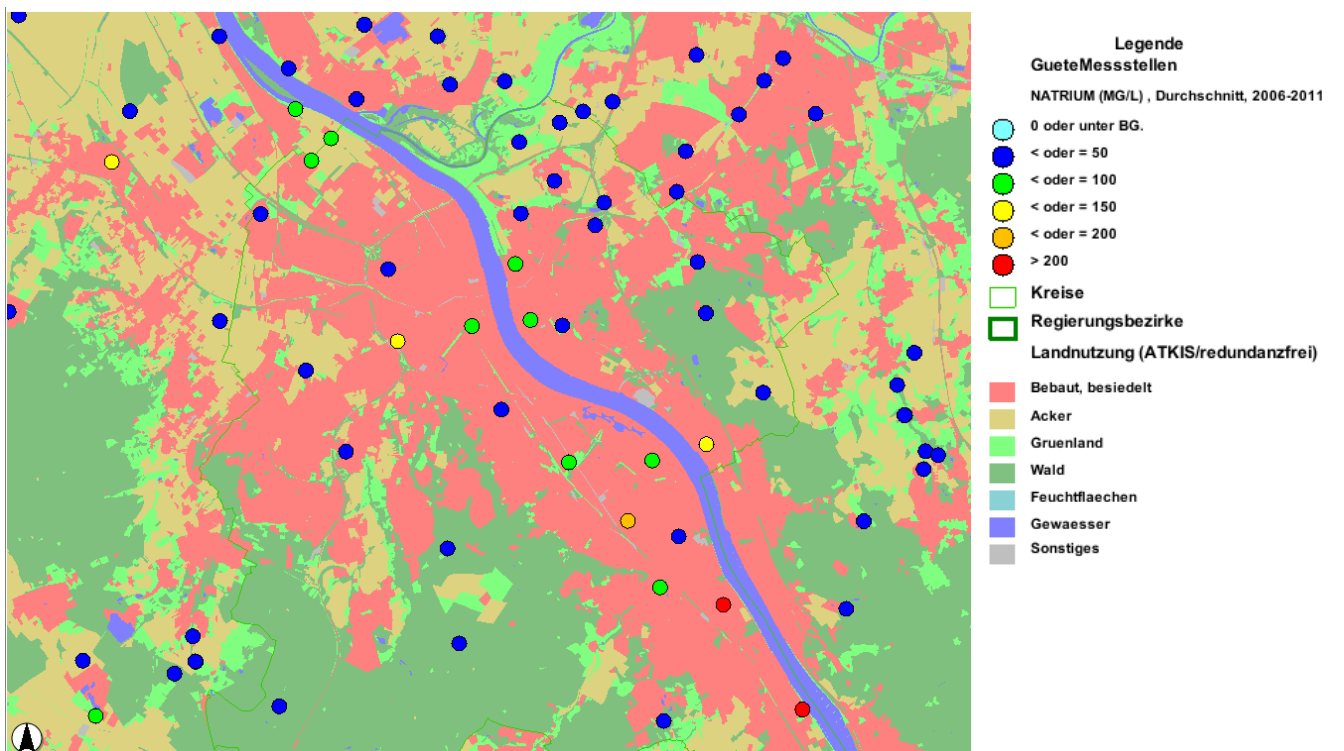 Legende
GueteMessstellen
NATRIUM (MG/L) , Durchschnitt, 2006-2011
0 oder unter BG.
< oder = 50
< oder = 100
< oder = 150
< oder = 200
> 200
Kreise
Regierungsbezirke
Landnutzung (ATKIS/redundanzfrei)
Bebaut, besiedelt
Acker
Gruenland
Wald
Feuchtflaechen
Gewaesser
Sonstiges